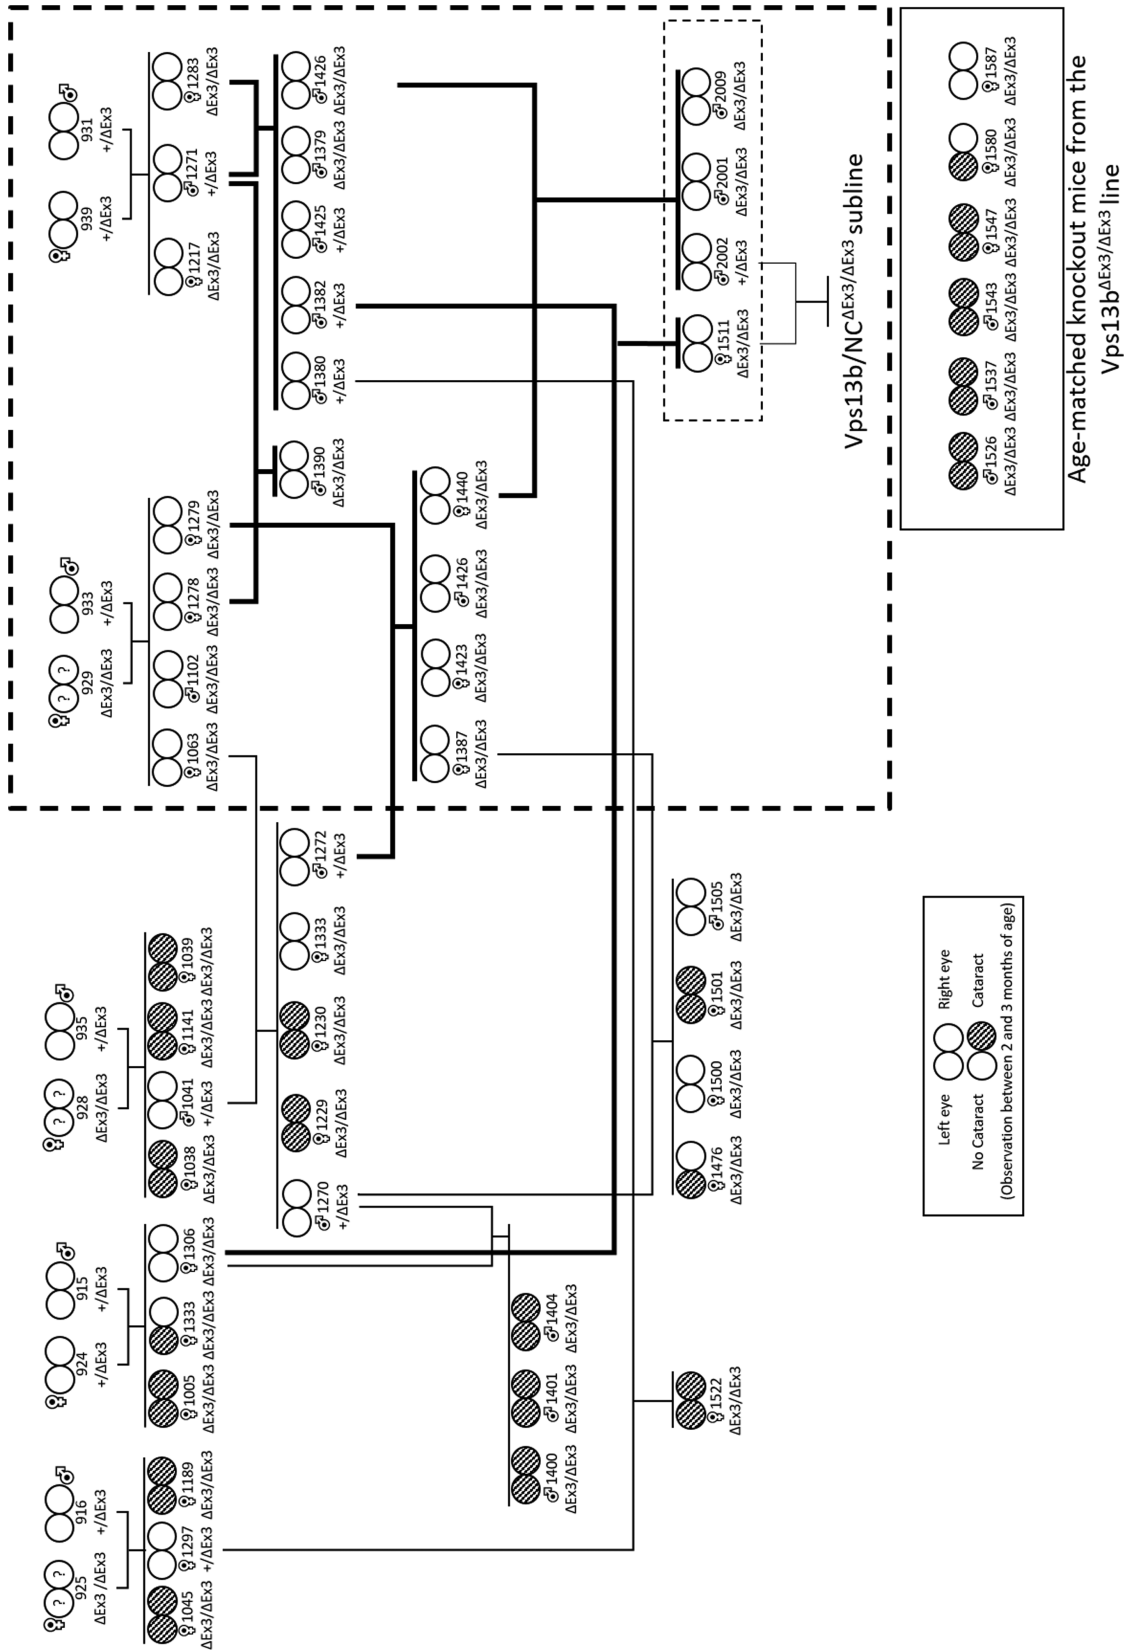 ♀ ? ? ♂ ♀ ♂ ♀ ? ? ♂ ♀ ? ? ♂ ♀ ♂
925 916 924 915 928 935 929 933 939 931
ΔEx3 /ΔEx3 +/ΔEx3 +/ΔEx3 +/ΔEx3 ΔEx3/ΔEx3 +/ΔEx3 ΔEx3/ΔEx3 +/ΔEx3 +/ΔEx3 +/ΔEx3
♀1045 ♀1297 ♀1189 ♀1005 ♀1333 ♀1306 ♀1038 ♂1041 ♀1141 ♀1039 ♀1063 ♂1102 ♀1278 ♀1279 ♀1217 ♂1271 ♀1283
ΔEx3/ΔEx3 +/ΔEx3 ΔEx3/ΔEx3 ΔEx3/ΔEx3 ΔEx3/ΔEx3 ΔEx3/ΔEx3 ΔEx3/ΔEx3 +/ΔEx3 ΔEx3/ΔEx3 ΔEx3/ΔEx3 ΔEx3/ΔEx3 ΔEx3/ΔEx3 ΔEx3/ΔEx3 ΔEx3/ΔEx3 ΔEx3/ΔEx3 +/ΔEx3 ΔEx3/ΔEx3
♂1270 ♀1229 ♀1230 ♀1333 ♂1272 ♂1390 ♂1380 ♂1382 ♂1425 ♂1379 ♂1426
+/ΔEx3 ΔEx3/ΔEx3 ΔEx3/ΔEx3 ΔEx3/ΔEx3 +/ΔEx3 ΔEx3/ΔEx3 +/ΔEx3 +/ΔEx3 +/ΔEx3 ΔEx3/ΔEx3 ΔEx3/ΔEx3
♀1387 ♀1423 ♂1426 ♀1440
ΔEx3/ΔEx3 ΔEx3/ΔEx3 ΔEx3/ΔEx3 ΔEx3/ΔEx3
♂1400 ♂1401 ♂1404
ΔEx3/ΔEx3 ΔEx3/ΔEx3 ΔEx3/ΔEx3
♀1522 ♀1476 ♀1500 ♀1501 ♂1505 ♀1511 ♂2002 ♂2001 ♂2009
ΔEx3/ΔEx3 ΔEx3/ΔEx3 ΔEx3/ΔEx3 ΔEx3/ΔEx3 ΔEx3/ΔEx3 ΔEx3/ΔEx3 +/ΔEx3 ΔEx3/ΔEx3 ΔEx3/ΔEx3
Vps13b/NC^ΔEx3/ΔEx3 subline
Left eye Right eye
No Cataract Cataract
(Observation between 2 and 3 months of age)
♂1526 ♂1537 ♂1543 ♀1547 ♀1580 ♀1587
ΔEx3/ΔEx3 ΔEx3/ΔEx3 ΔEx3/ΔEx3 ΔEx3/ΔEx3 ΔEx3/ΔEx3 ΔEx3/ΔEx3
Age-matched knockout mice from the
Vps13b^ΔEx3/ΔEx3 line